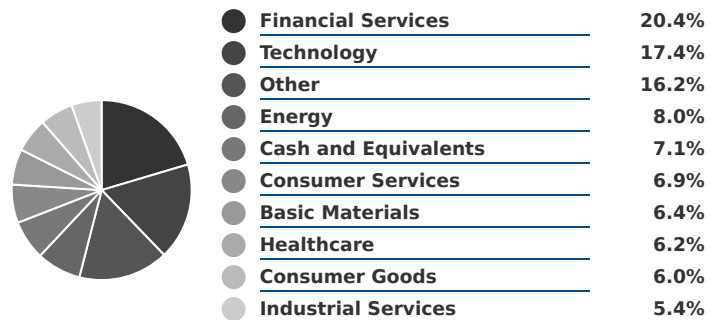 Financial Services 20.4%
Technology 17.4%
Other 16.2%
Energy 8.0%
Cash and Equivalents 7.1%
Consumer Services 6.9%
Basic Materials 6.4%
Healthcare 6.2%
Consumer Goods 6.0%
Industrial Services 5.4%